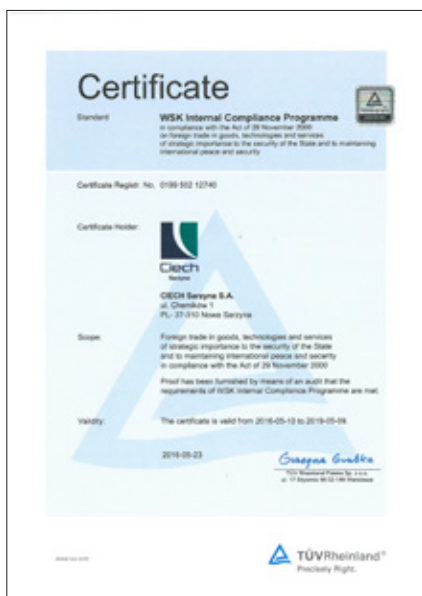 Certificate
Standard
WSK Internal Compliance Programme
in compliance with the Act of 29 November 2000
on foreign trade in goods, technologies and services
of strategic importance to the security of the State and to maintaining
international peace and security
Certificate Registr. No. 0199 502 12740
Certificate Holder:
Ciech
Sarzyna
CIECH Sarzyna S.A.
ul. Chemików 1
PL- 37-310 Nowa Sarzyna
Scope:
Foreign trade in goods, technologies and services
of strategic importance to the security of the State
and to maintaining international peace and security
in compliance with the Act of 29 November 2000
Proof has been furnished by means of an audit that the
requirements of WSK Internal Compliance Programme are met.
Validity:
The certificate is valid from 2016-05-10 to 2019-05-09.
2016-05-23
TÜV Rheinland Polska Sp. z o.o.
www.tuv.com
TÜVRheinland®
Precisely Right.